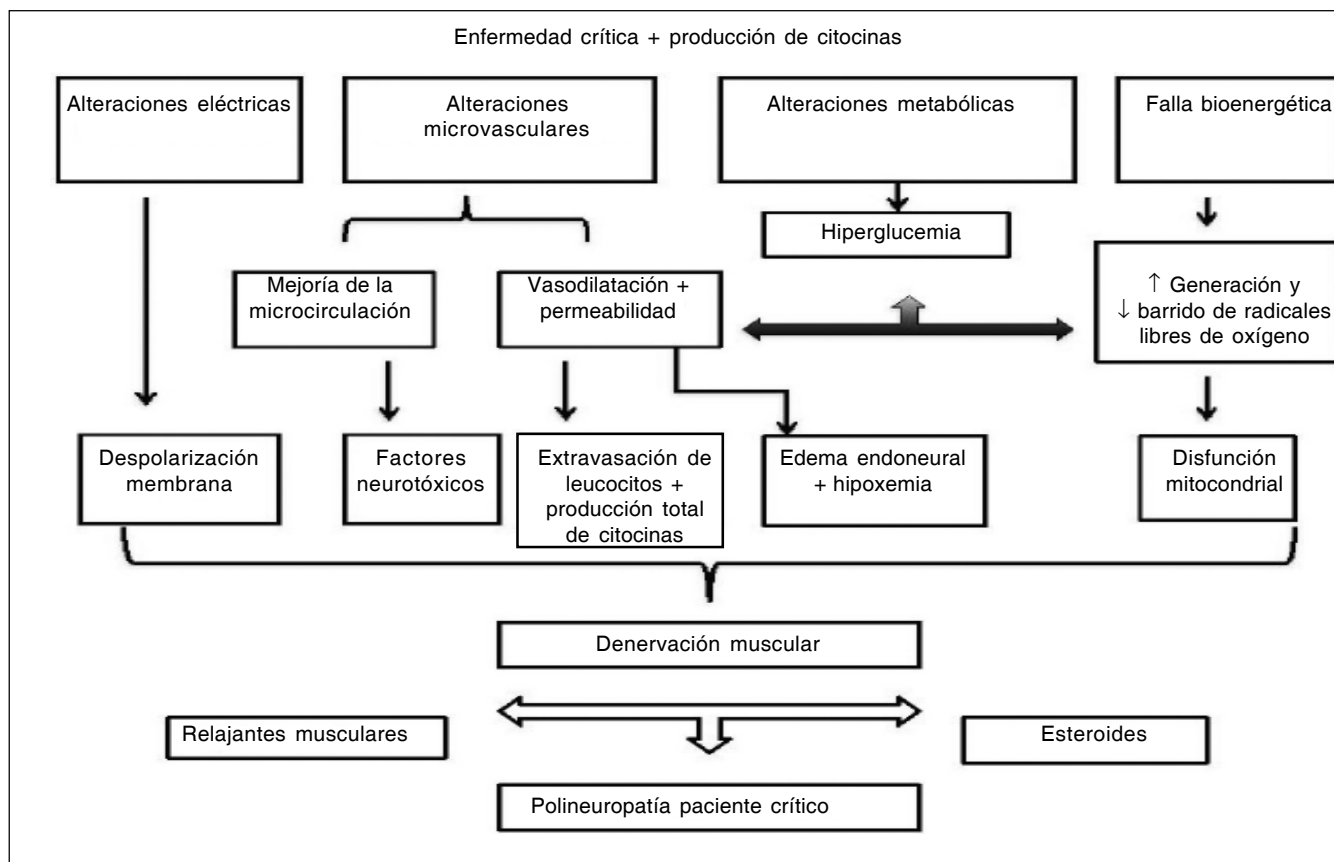 Enfermedad crítica + producción de citocinas
Alteraciones eléctricas
Alteraciones
microvasculares
Alteraciones metabólicas
Falla bioenergética
Hiperglucemia
Mejoría de la
microcirculación
Vasodilatación +
permeabilidad
↑ Generación y
↓ barrido de radicales
libres de oxígeno
Despolarización
membrana
Factores
neurotóxicos
Extravasación de
leucocitos +
producción total
de citocinas
Edema endoneural
+ hipoxemia
Disfunción
mitocondrial
Denervación muscular
Relajantes musculares
Esteroides
Polineuropatía paciente crítico